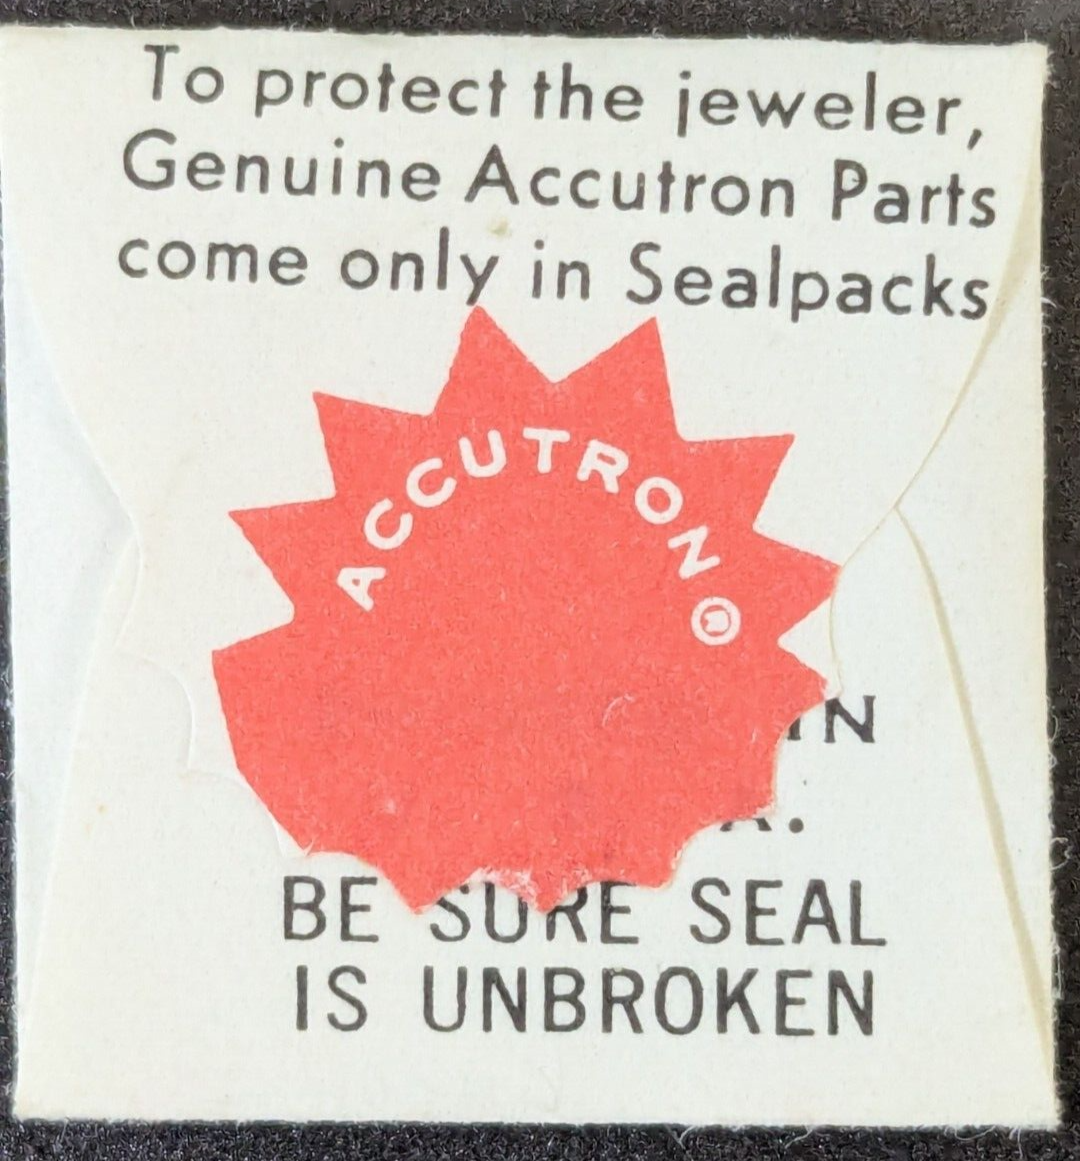 To protect the jeweler,
Genuine Accutron Parts
come only in Sealpacks
ACCUTRON®
BE SURE SEAL
IS UNBROKEN